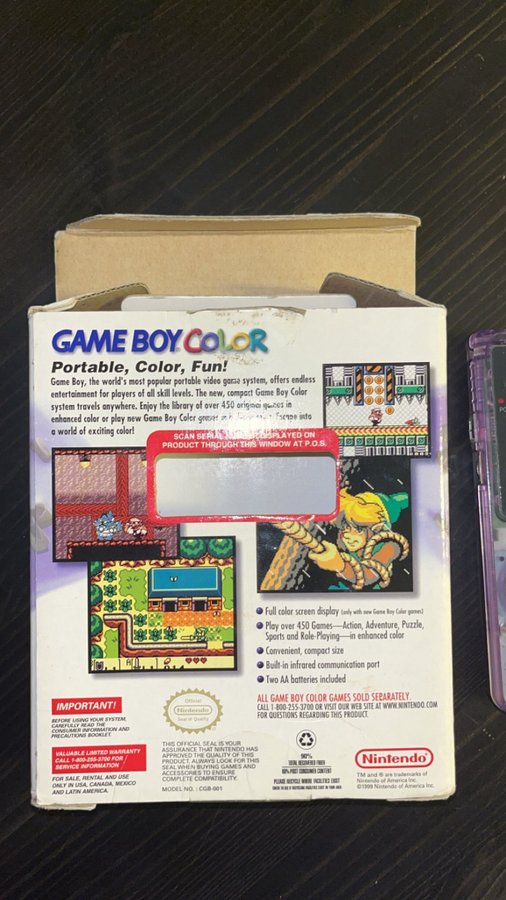 GAME BOY COLOR
Portable, Color, Fun!
Game Boy, the world's most popular portable video game system, offers endless
entertainment for players of all skill levels. The new, compact Game Boy Color
system travels anywhere. Enjoy the library of over 450 original games in
enhanced color or play new Game Boy Color games in Escape into
a world of exciting color!
SCAN SERIAL DISPLAYED ON
PRODUCT THROUGH THIS WINDOW AT P.O.S.
Full color screen display (only with new Game Boy Color games)
Play over 450 Games—Action, Adventure, Puzzle,
Sports and Role-Playing—in enhanced color
Convenient, compact size
Built-in infrared communication port
Two AA batteries included
ALL GAME BOY COLOR GAMES SOLD SEPARATELY.
CALL 1-800-255-3700 OR VISIT OUR WEB SITE AT WWW.NINTENDO.COM
FOR QUESTIONS REGARDING THIS PRODUCT.
IMPORTANT!
BEFORE USING YOUR SYSTEM,
CAREFULLY READ THE
CONSUMER INFORMATION AND
PRECAUTIONS BOOKLET.
VALUABLE LIMITED WARRANTY
CALL 1-800-255-3700 FOR
SERVICE INFORMATION
FOR SALE, RENTAL AND USE
ONLY IN USA, CANADA, MEXICO
AND LATIN AMERICA.
Official
Nintendo
Seal of Quality
THIS OFFICIAL SEAL IS YOUR
ASSURANCE THAT NINTENDO HAS
APPROVED THE QUALITY OF THIS
PRODUCT. ALWAYS LOOK FOR THIS
SEAL WHEN BUYING GAMES AND
ACCESSORIES TO ENSURE
COMPLETE COMPATIBILITY.
MODEL NO.: CGB-001
TOTAL RECOVERED FIBER
POST CONSUMER CONTENT
PLEASE RECYCLE WHERE FACILITIES EXIST
Nintendo
TM and ® are trademarks of
Nintendo of America Inc.
©1999 Nintendo of America Inc.